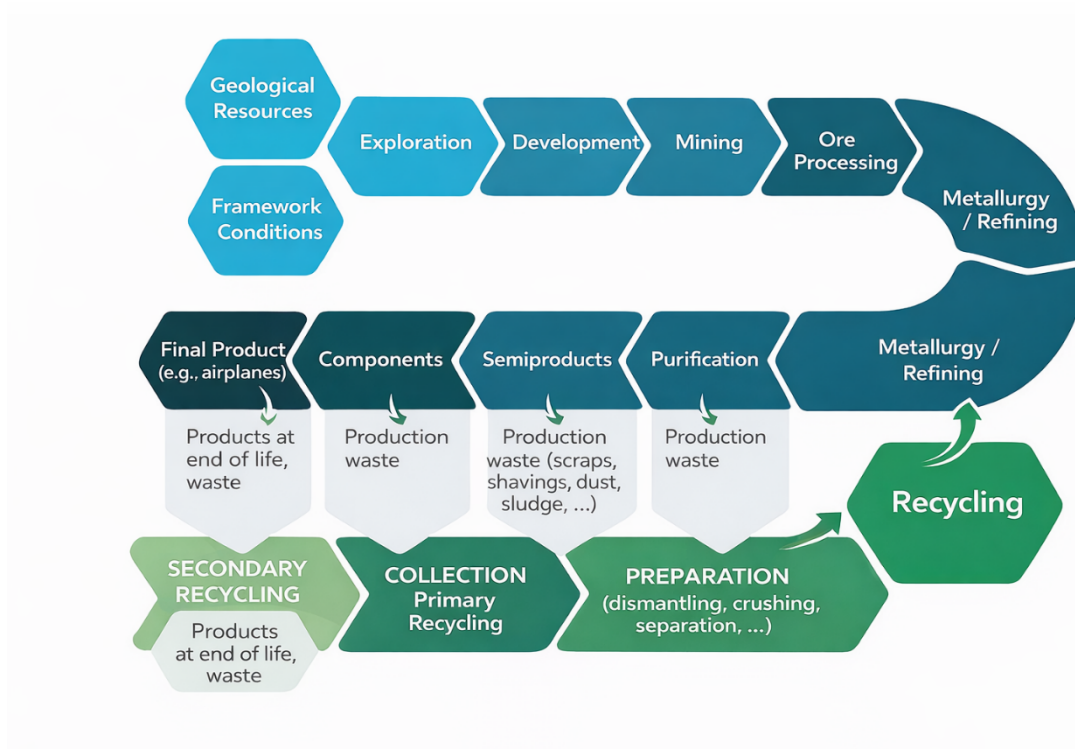 Geological
Resources
Framework
Conditions
Exploration
Development
Mining
Ore
Processing
Metallurgy
/ Refining
Metallurgy /
Refining
Purification
Semiproducts
Components
Final Product
(e.g., airplanes)
Products at
end of life,
waste
Production
waste
Production
waste (scraps,
shavings, dust,
sludge, ...)
Production
waste
SECONDARY
RECYCLING
Products
at end of life,
waste
COLLECTION
Primary
Recycling
PREPARATION
(dismantling, crushing,
separation, ...)
Recycling